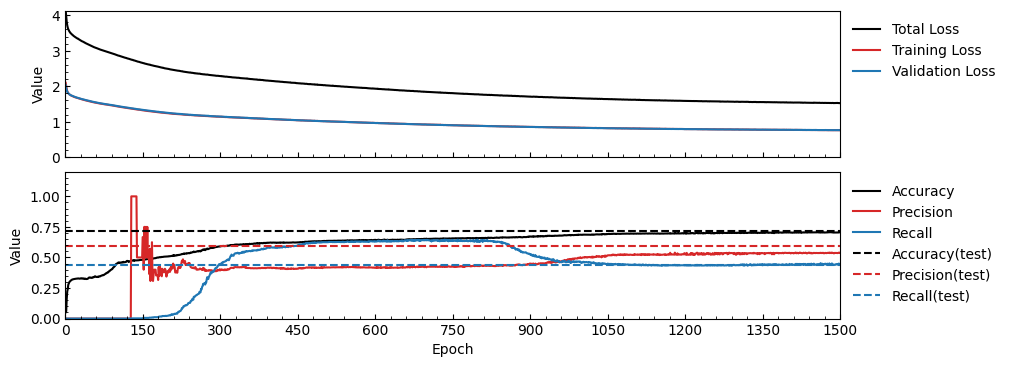 4
3
2
1
0
Value
Total Loss
Training Loss
Validation Loss
1.00
0.75
0.50
0.25
0.00
Value
0 150 300 450 600 750 900 1050 1200 1350 1500
Epoch
Accuracy
Precision
Recall
Accuracy(test)
Precision(test)
Recall(test)